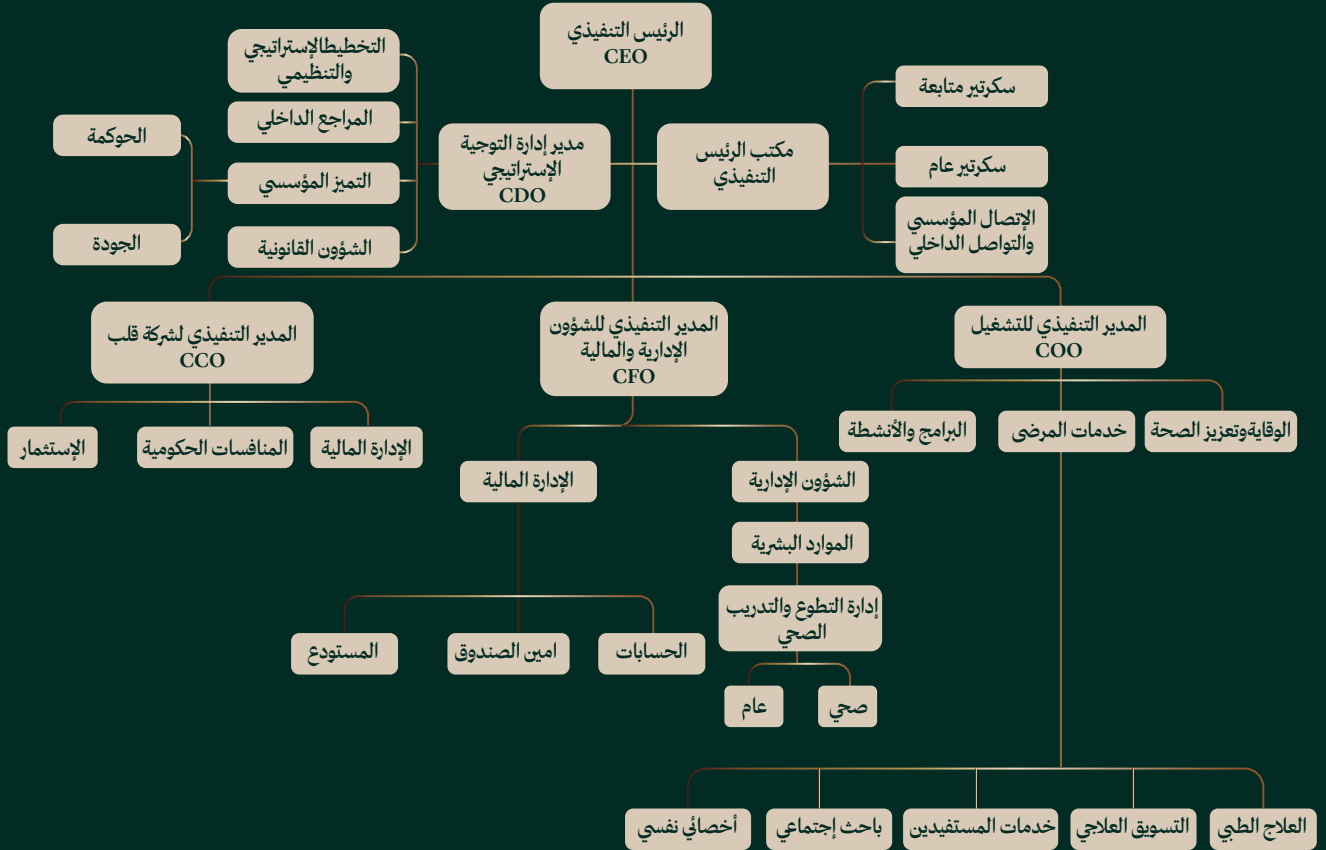 الرئيس التنفيذي
CEO
مكتب الرئيس
التنفيذي
سكرتير متابعة
سكرتير عام
الإتصال المؤسسي
والتواصل الداخلي
مدير إدارة التوجية
الإستراتيجي
CDO
التخطيطالإستراتيجي
والتنظيمي
المراجع الداخلي
التميز المؤسسي
الشؤون القانونية
الحوكمة
الجودة
المدير التنفيذي للتشغيل
COO
المدير التنفيذي للشؤون
الإدارية والمالية
CFO
المدير التنفيذي لشركة قلب
CCO
الوقايةوتعزيز الصحة
خدمات المرضى
البرامج والأنشطة
الإدارة المالية
المنافسات الحكومية
الإستثمار
الشؤون الإدارية
الإدارة المالية
الموارد البشرية
إدارة التطوع والتدريب
الصحي
صحي
عام
الحسابات
امين الصندوق
المستودع
العلاج الطبي
التسويق العلاجي
خدمات المستفيدين
باحث إجتماعي
أخصائي نفسي